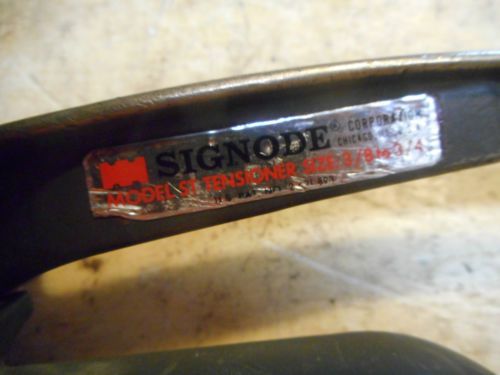 SIGNODE® CORPORATION
CHICAGO
MODEL ST TENSIONER SIZE 3/8 to 3/4